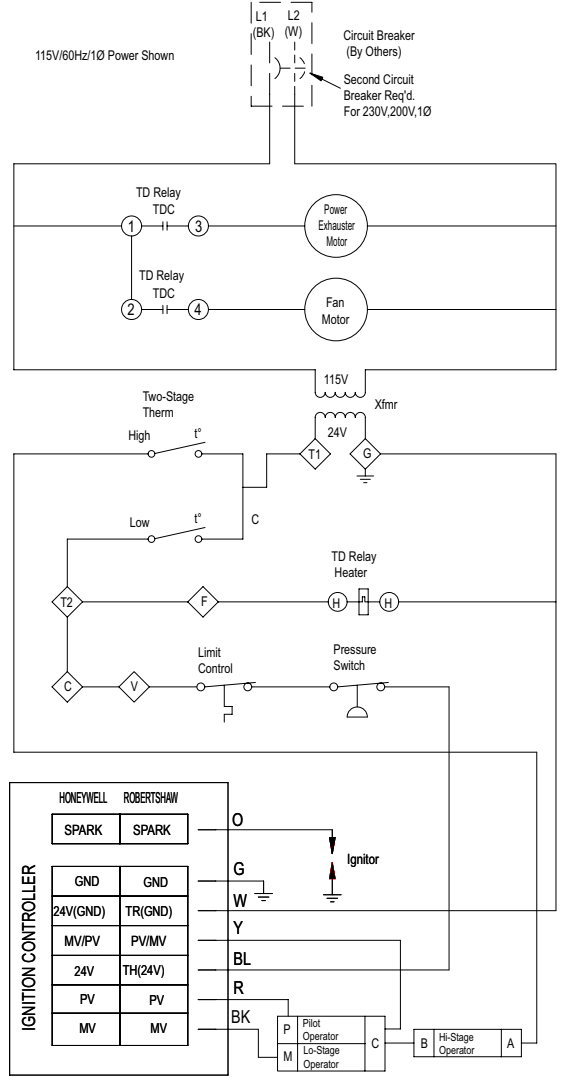 L1 L2
(BK) (W)
115V/60Hz/1Ø Power Shown
Circuit Breaker
(By Others)
Second Circuit
Breaker Req'd.
For 230V,200V,1Ø
TD Relay
TDC
1 3
Power
Exhauster
Motor
TD Relay
TDC
2 4
Fan
Motor
115V
Xfmr
24V
T1 G
Two-Stage
Therm
High t°
Low t°
C
TD Relay
Heater
T2 F H H
Limit
Control
Pressure
Switch
C V
IGNITION CONTROLLER
HONEYWELL ROBERTSHAW
SPARK SPARK O
Ignitor
GND GND G
24V(GND) TR(GND) W
MV/PV PV/MV Y
24V TH(24V) BL
PV PV R
MV MV BK
P Pilot
Operator
M Lo-Stage
Operator
C
B Hi-Stage
Operator
A